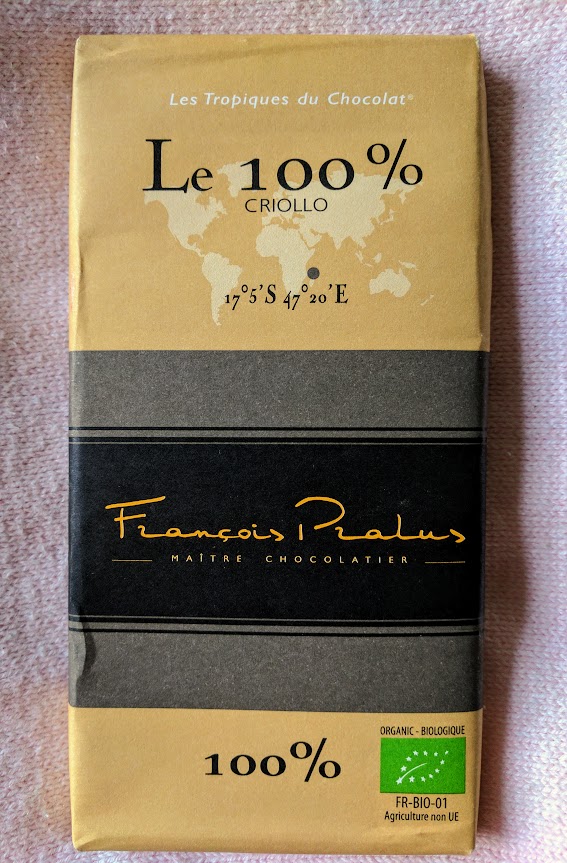 Les Tropiques du Chocolat®
Le 100%
CRIOLLO
17°5'S 47°20'E
François Pralus
MAÎTRE CHOCOLATIER
100%
ORGANIC - BIOLOGIQUE
FR-BIO-01
Agriculture non UE